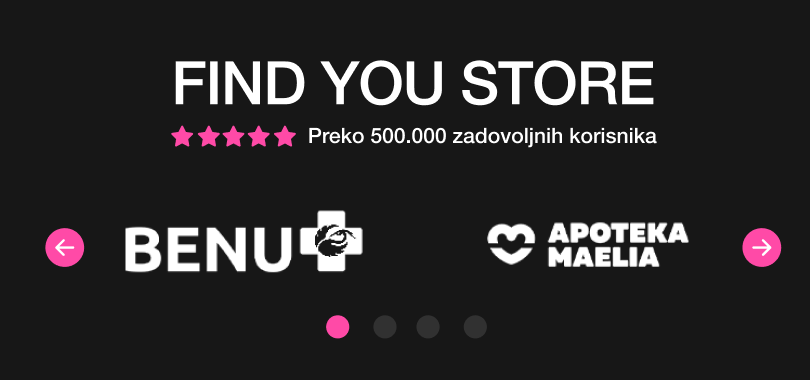 FIND YOU STORE
Preko 500.000 zadovoljnih korisnika
BENU
APOTEKA
MAELIA